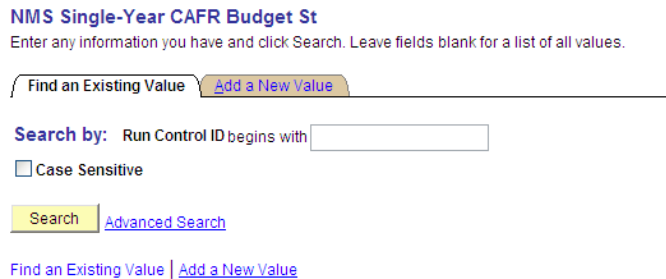 NMS Single-Year CAFR Budget St
Enter any information you have and click Search. Leave fields blank for a list of all values.
Find an Existing Value Add a New Value
Search by: Run Control ID begins with
Case Sensitive
Search Advanced Search
Find an Existing Value | Add a New Value